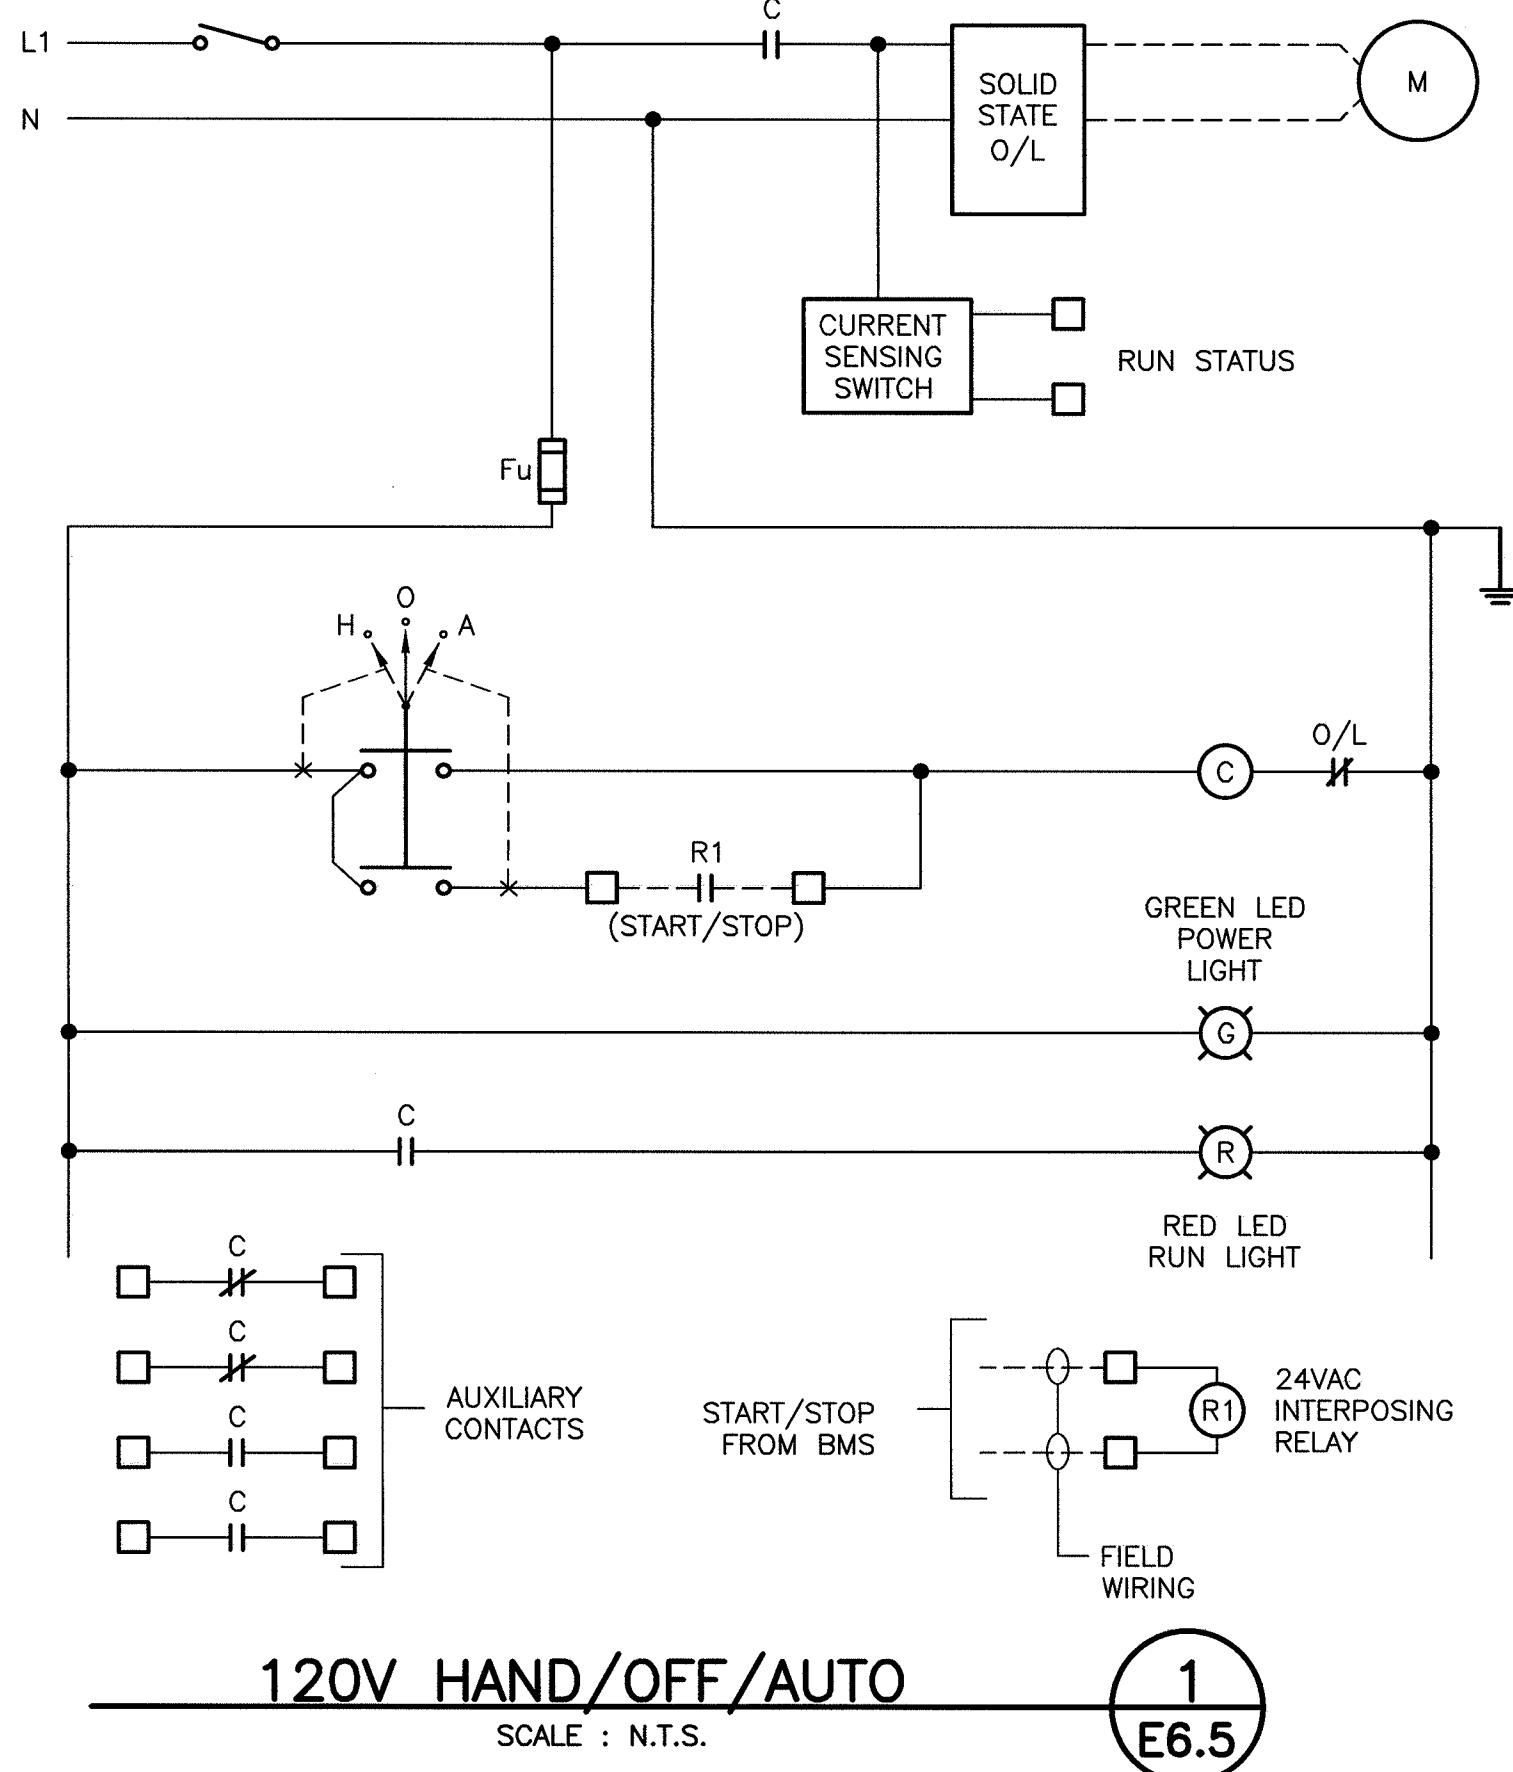 C
L1
N
SOLID
STATE
O/L
M
CURRENT
SENSING
SWITCH
RUN STATUS
Fu
H
O
A
O/L
C
R1
(START/STOP)
GREEN LED
POWER
LIGHT
G
C
R
RED LED
RUN LIGHT
C
C
C
C
AUXILIARY
CONTACTS
START/STOP
FROM BMS
R1
24VAC
INTERPOSING
RELAY
FIELD
WIRING
120V HAND/OFF/AUTO
SCALE : N.T.S.
1
E6.5